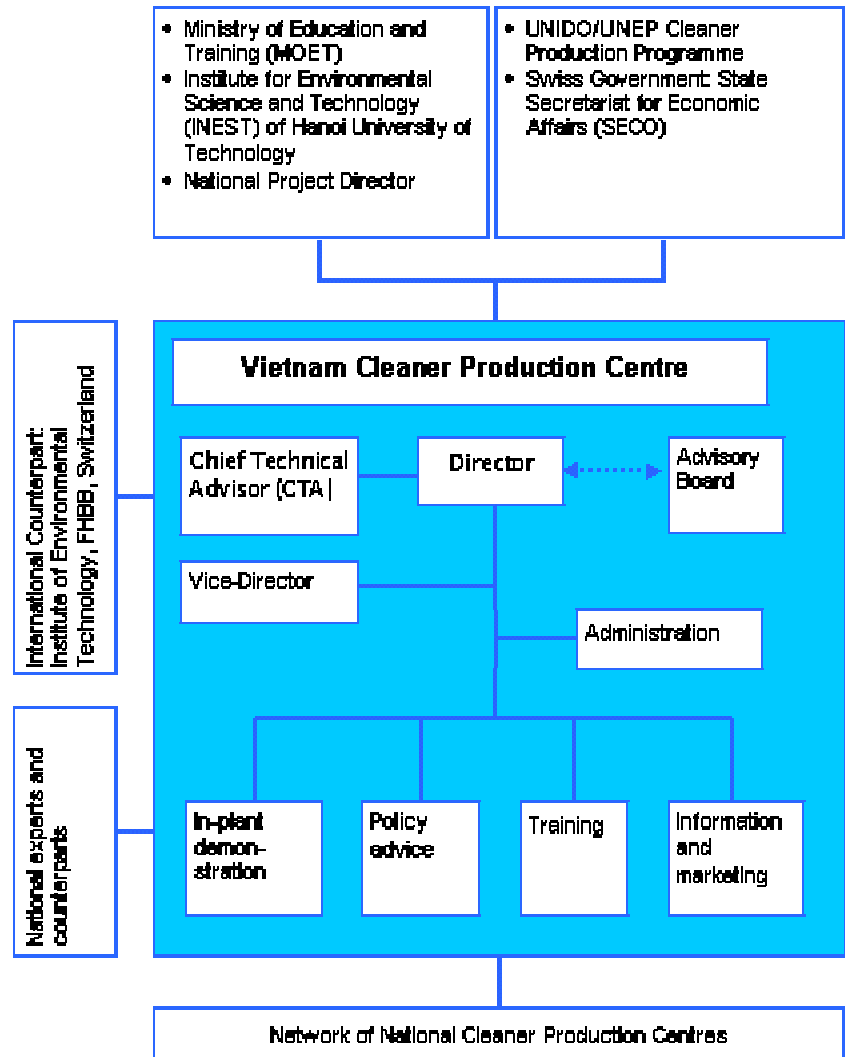 • Ministry of Education and
Training (MOET)
• Institute for Environmental
Science and Technology
(INEST) of Hanoi University of
Technology
• National Project Director
• UNIDO/UNEP Cleaner
Production Programme
• Swiss Government: State
Secretariat for Economic
Affairs (SECO)
International Counterpart:
Institute of Environmental
Technology, FHBB, Switzerland
Vietnam Cleaner Production Centre
Chief Technical
Advisor (CTA)
Director
Advisory
Board
Vice-Director
Administration
National experts and
counterparts
In-plant
demon-
stration
Policy
advice
Training
Information
and
marketing
Network of National Cleaner Production Centres